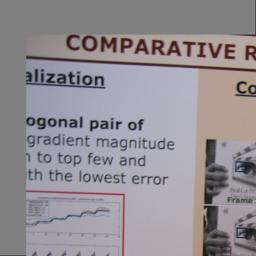 COMPARATIVE R
alization
Co
ogonal pair of
gradient magnitude
n to top few and
th the lowest error
Frame